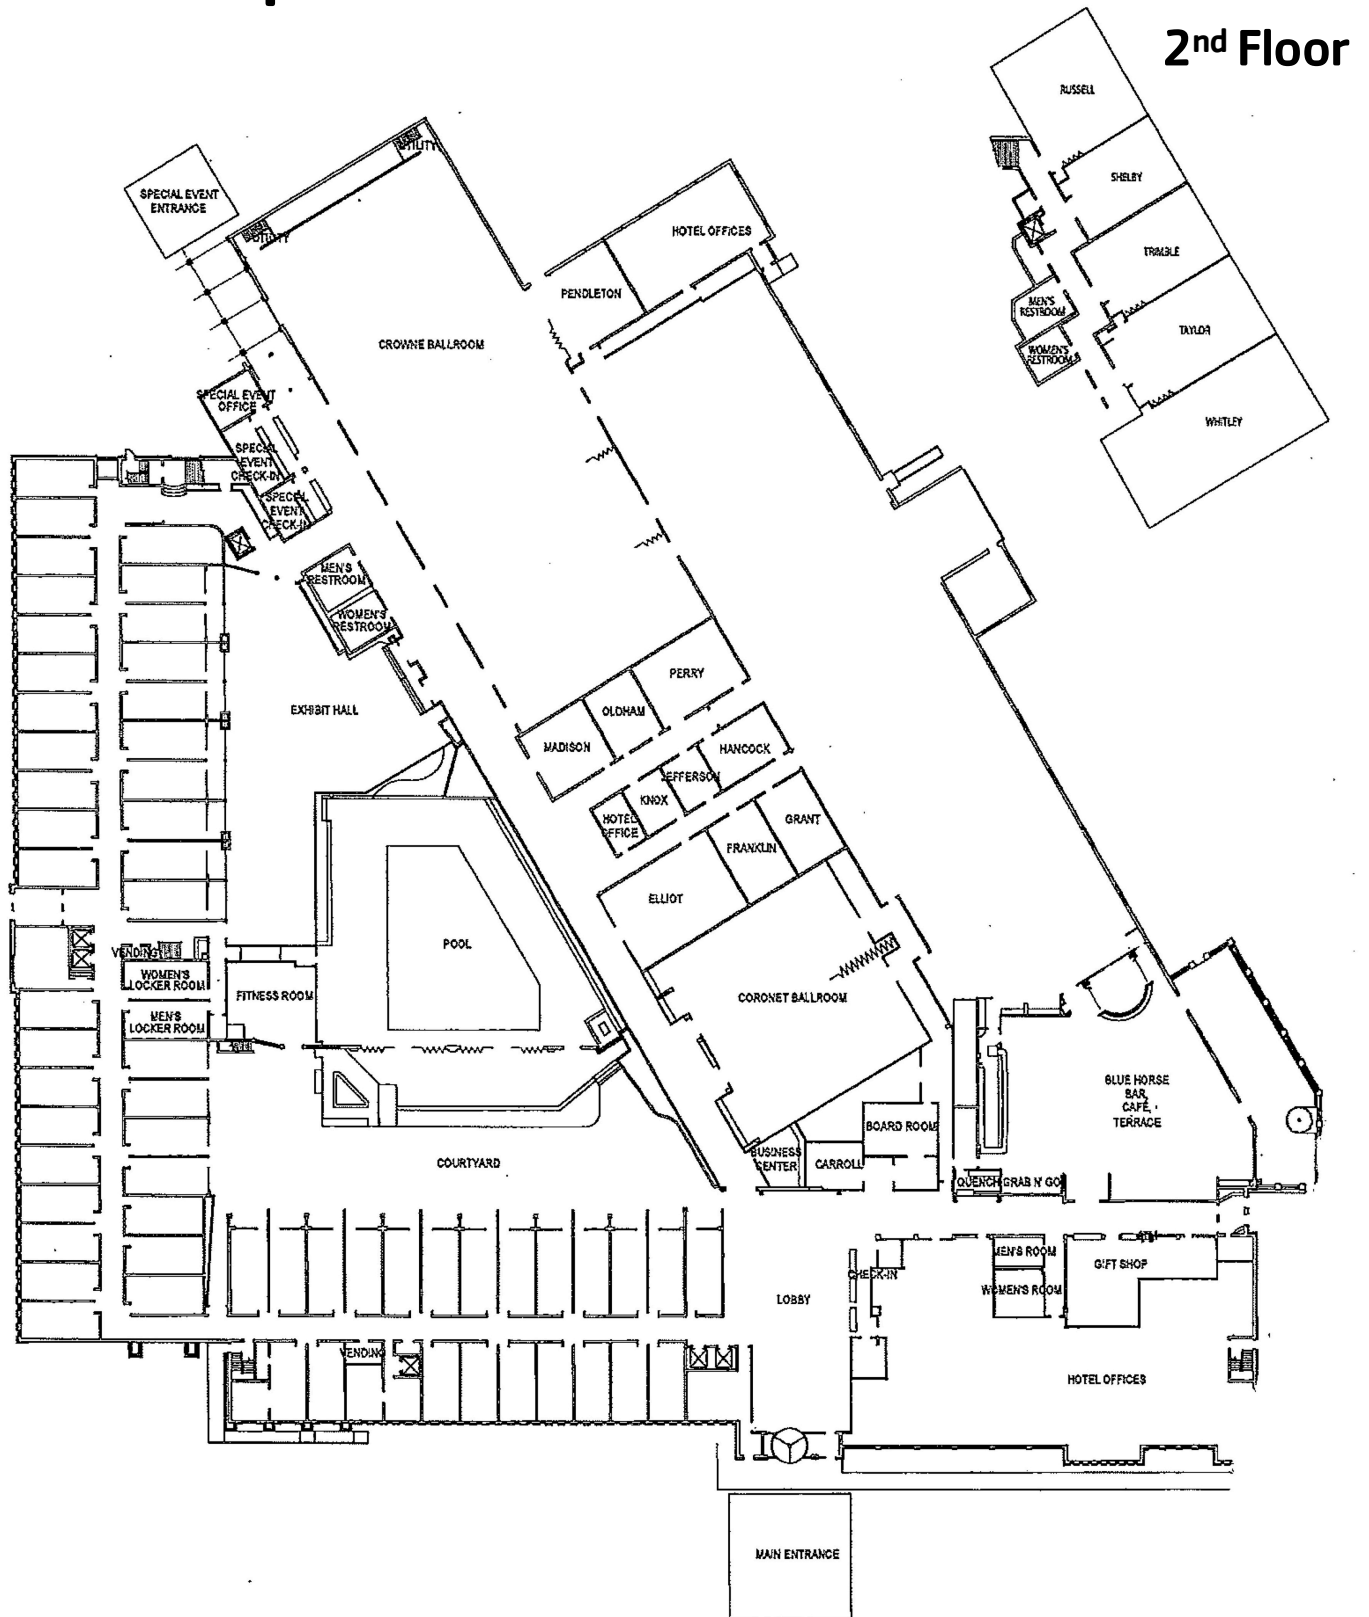 2nd Floor
RUSSELL
SHELBY
TRIMBLE
TAYLOR
WHITLEY
MEN'S
RESTROOM
WOMEN'S
RESTROOM
UTILITY
SPECIAL EVENT
ENTRANCE
UTILITY
HOTEL OFFICES
PENDLETON
CROWNE BALLROOM
SPECIAL EVENT
OFFICE
SPECIAL
EVENT
CHECK-IN
SPECIAL
EVENT
CHECK-IN
MEN'S
RESTROOM
WOMEN'S
RESTROOM
EXHIBIT HALL
PERRY
OLDHAM
MADISON
HANCOCK
JEFFERSON
KNOX
HOTEL
OFFICE
GRANT
FRANKLIN
ELLIOT
POOL
VENDING
WOMEN'S
LOCKER ROOM
MEN'S
LOCKER ROOM
FITNESS ROOM
CORONET BALLROOM
BLUE HORSE
BAR,
CAFÉ,
TERRACE
BOARD ROOM
BUSINESS
CENTER
CARROLL
COURTYARD
QUENCH
GRAB N' GO
MEN'S ROOM
WOMEN'S ROOM
GIFT SHOP
CHECK-IN
LOBBY
VENDING
HOTEL OFFICES
MAIN ENTRANCE